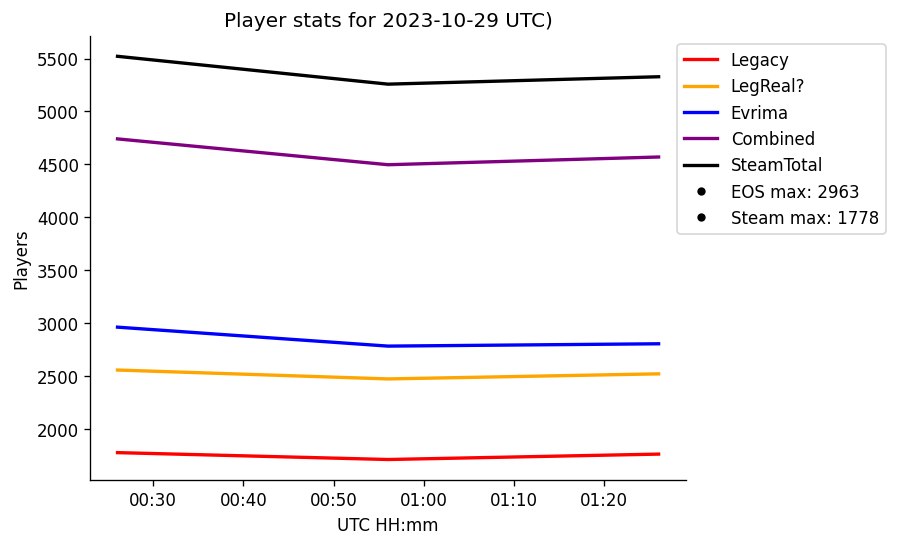 Player stats for 2023-10-29 UTC)
Legacy
LegReal?
Evrima
Combined
SteamTotal
EOS max: 2963
Steam max: 1778
Players
5500
5000
4500
4000
3500
3000
2500
2000
00:30 00:40 00:50 01:00 01:10 01:20
UTC HH:mm